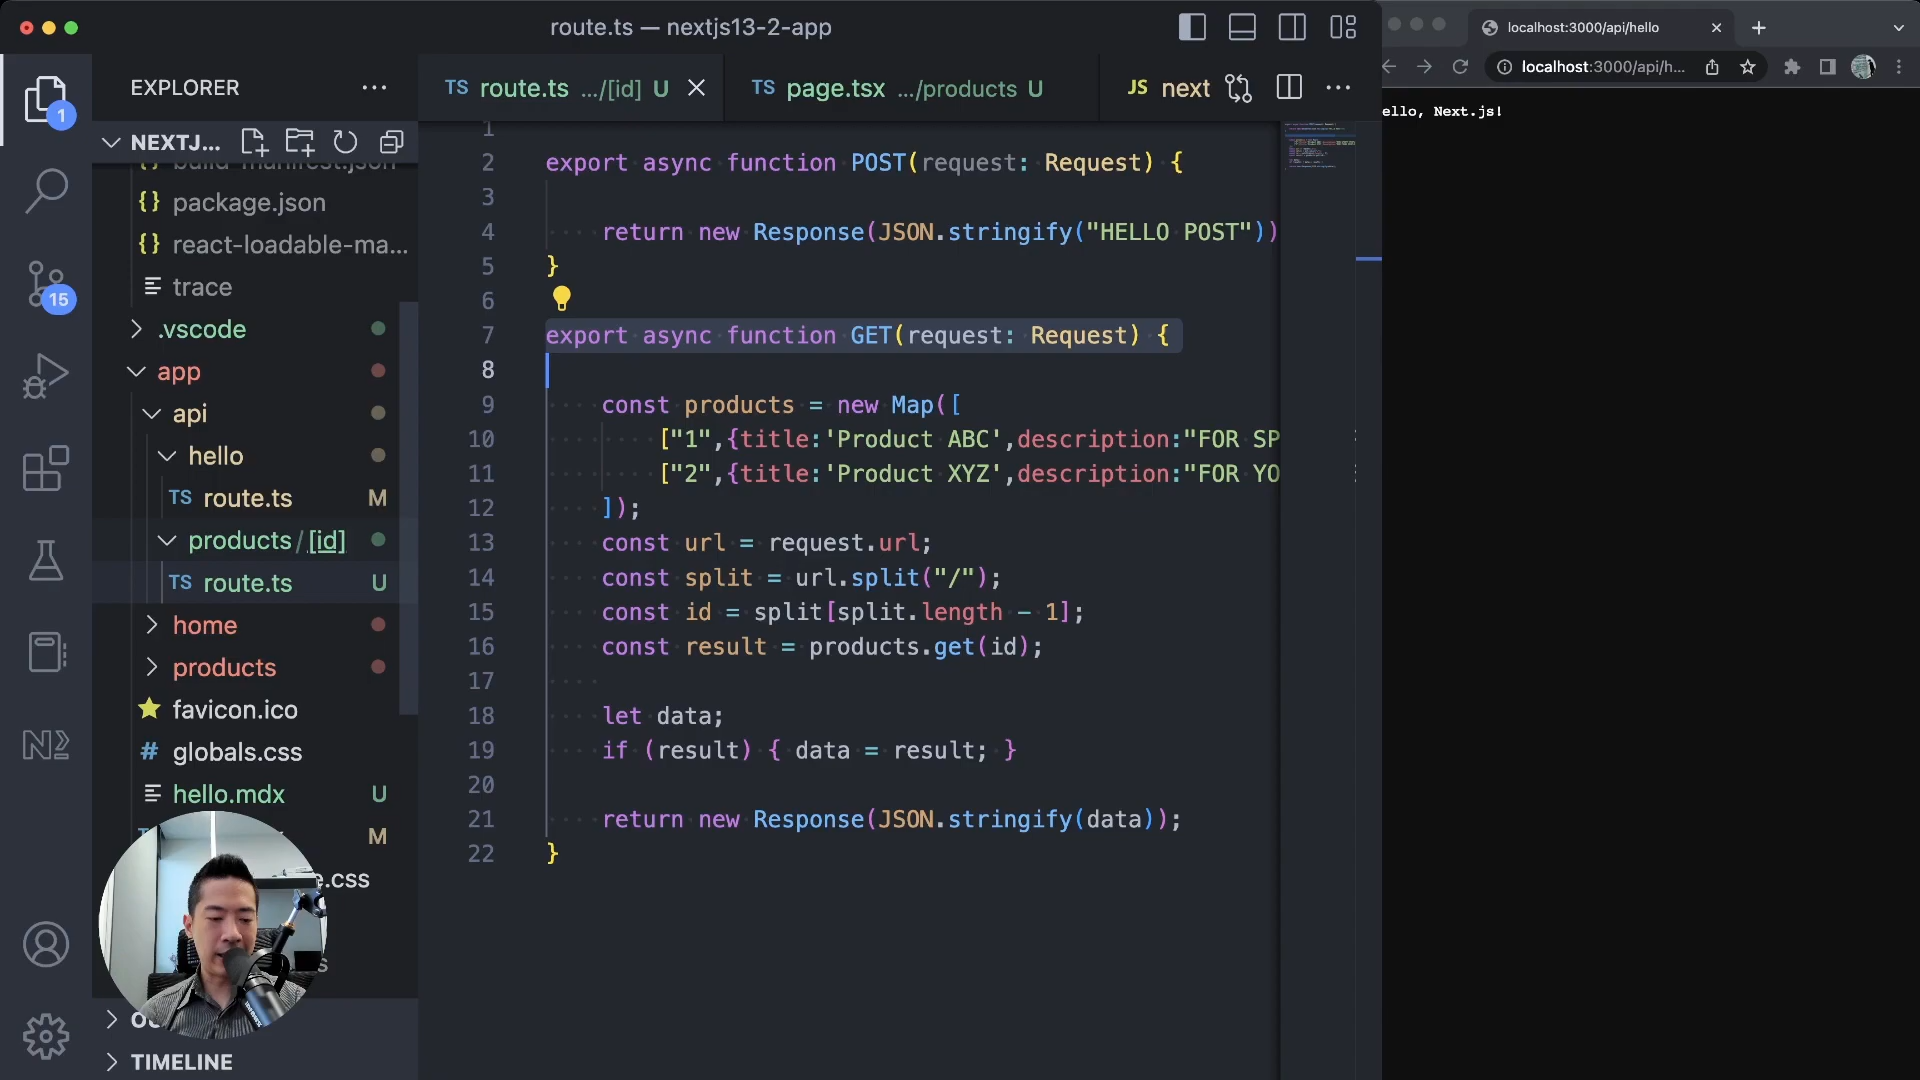 route.ts — nextjs13-2-app
localhost:3000/api/hello
EXPLORER
TS route.ts .../[id] U
TS page.tsx .../products U
JS next
localhost:3000/api/h...
1
NEXTJ...
ello, Next.js!
build-manifest.json
{} package.json
{} react-loadable-ma...
trace
.vscode
app
api
hello
TS route.ts M
products/[id]
TS route.ts U
home
products
favicon.ico
# globals.css
hello.mdx U
M
e.css
s
TIMELINE
15
1
2 export async function POST(request: Request) {
3
4 return new Response(JSON.stringify("HELLO POST"))
5 }
6
7 export async function GET(request: Request) {
8
9 const products = new Map([
10 ["1",{title:'Product ABC',description:"FOR SP
11 ["2",{title:'Product XYZ',description:"FOR YO
12 ]);
13 const url = request.url;
14 const split = url.split("/");
15 const id = split[split.length - 1];
16 const result = products.get(id);
17
18 let data;
19 if (result) { data = result; }
20
21 return new Response(JSON.stringify(data));
22 }